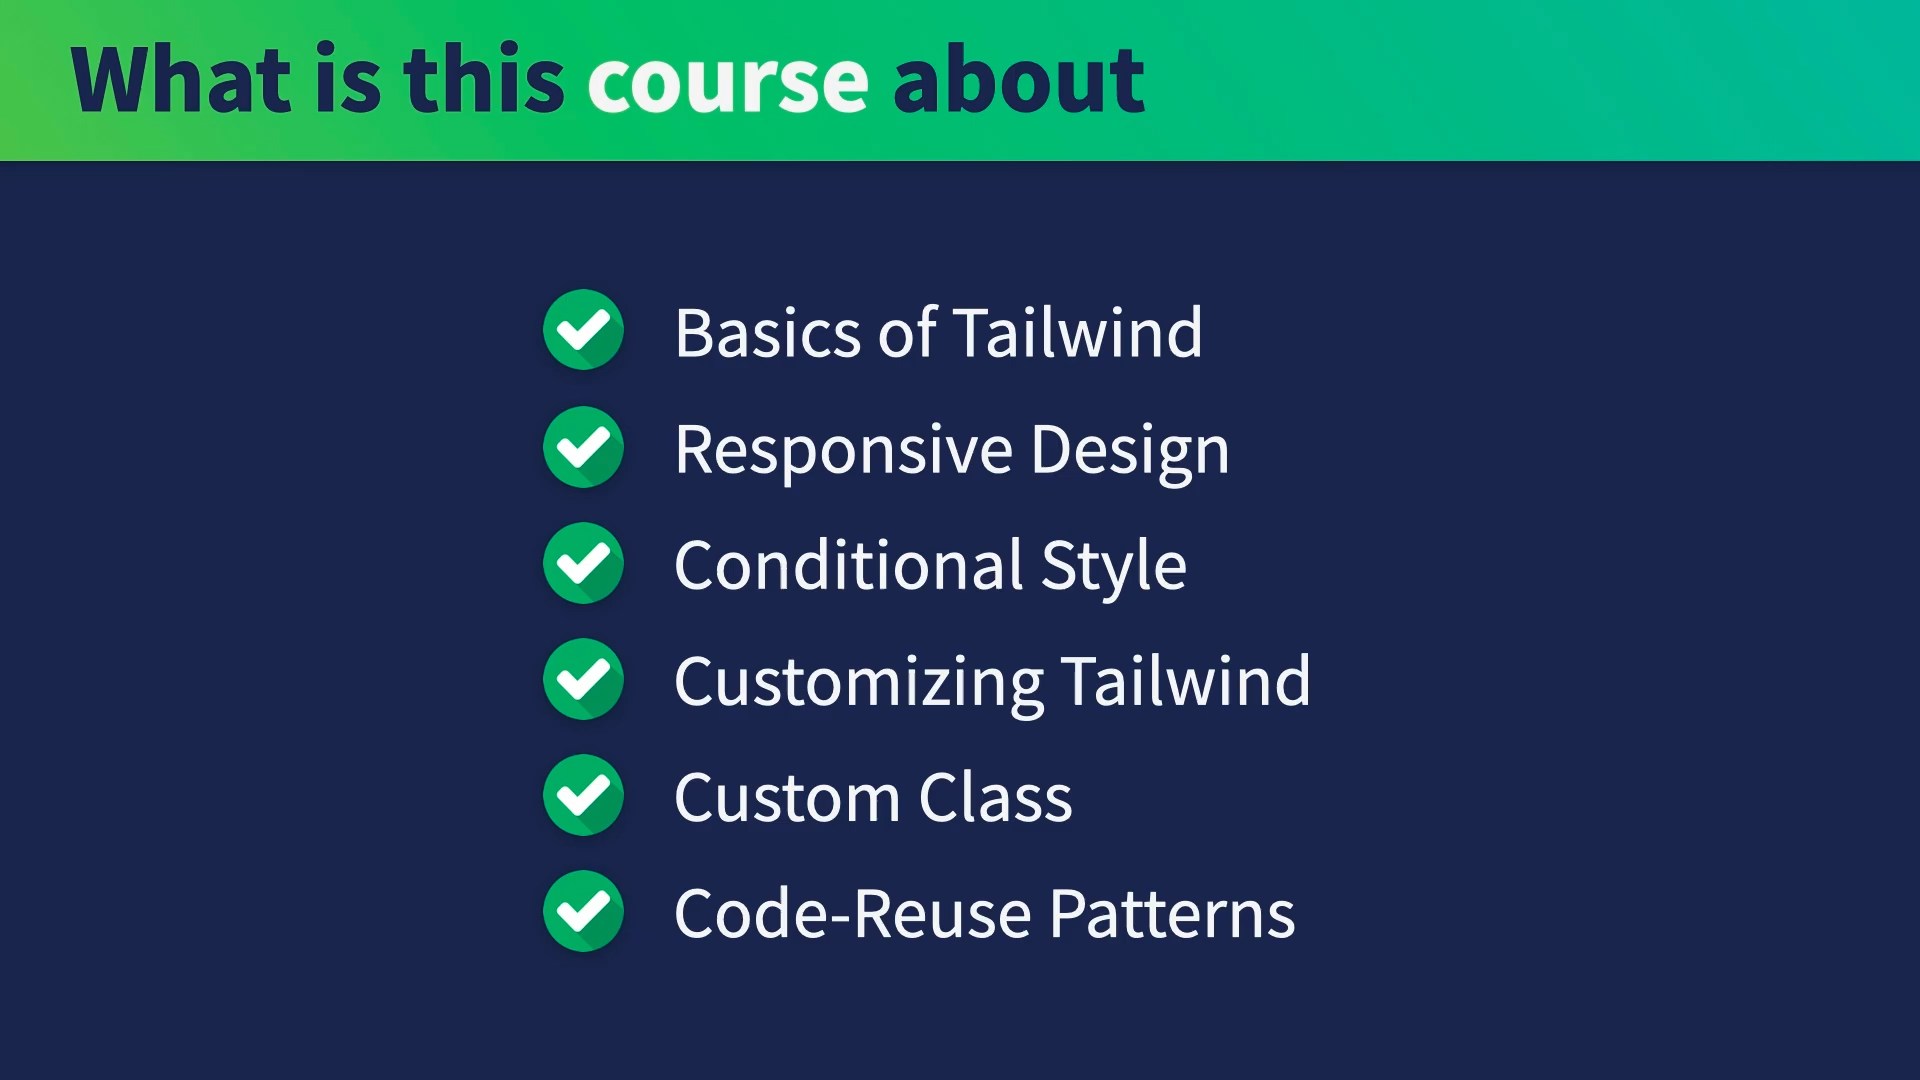 What is this course about
Basics of Tailwind
Responsive Design
Conditional Style
Customizing Tailwind
Custom Class
Code-Reuse Patterns